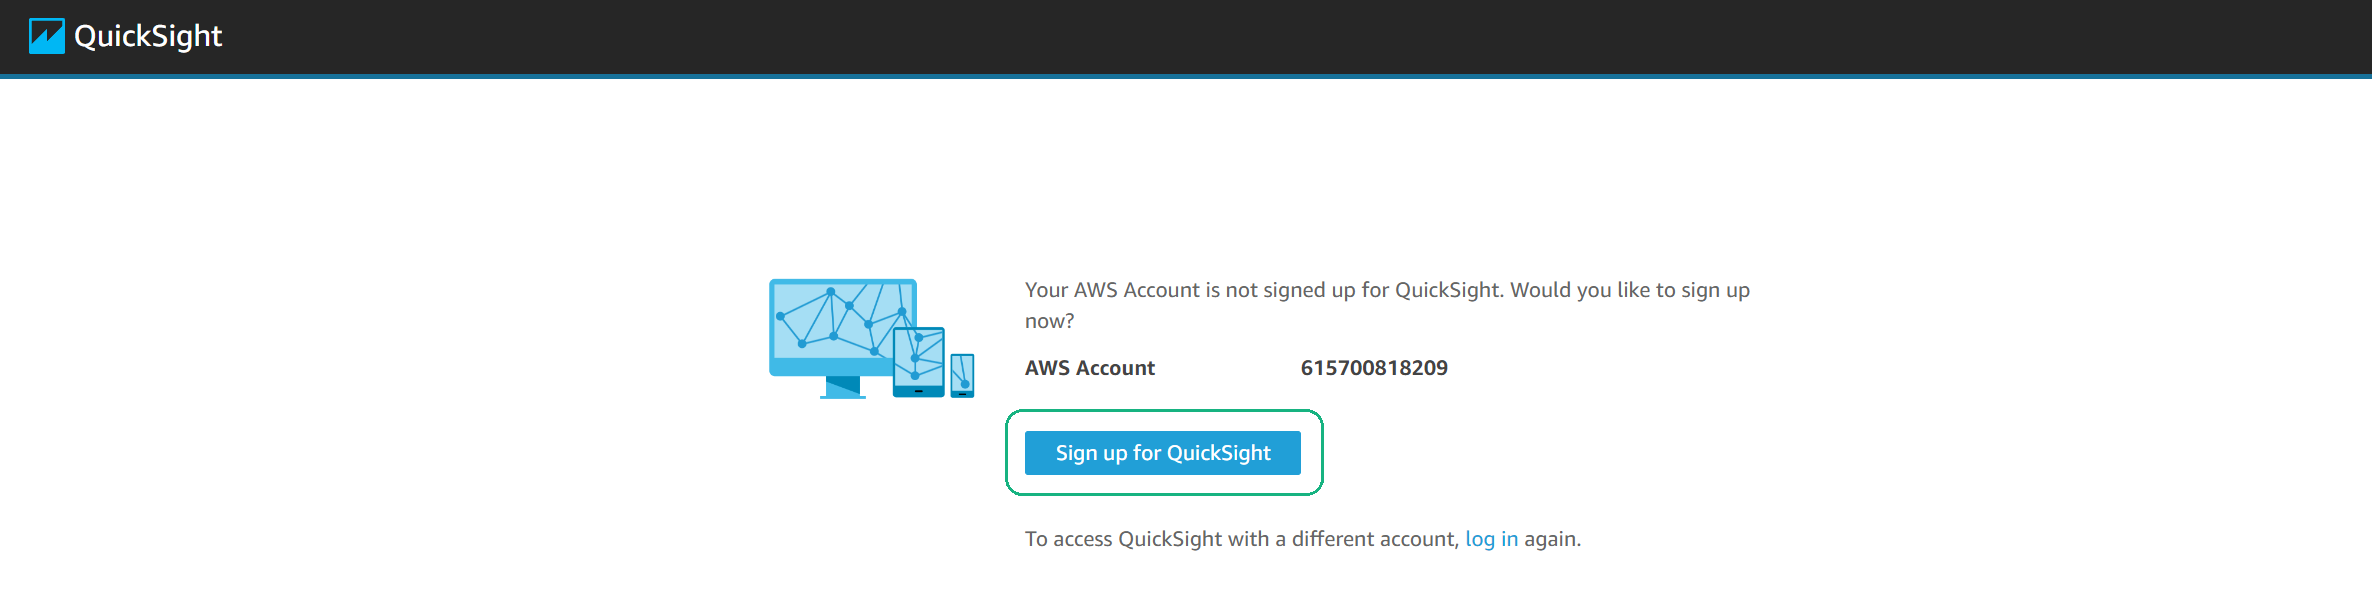 QuickSight
Your AWS Account is not signed up for QuickSight. Would you like to sign up
now?
AWS Account 615700818209
Sign up for QuickSight
To access QuickSight with a different account, log in again.